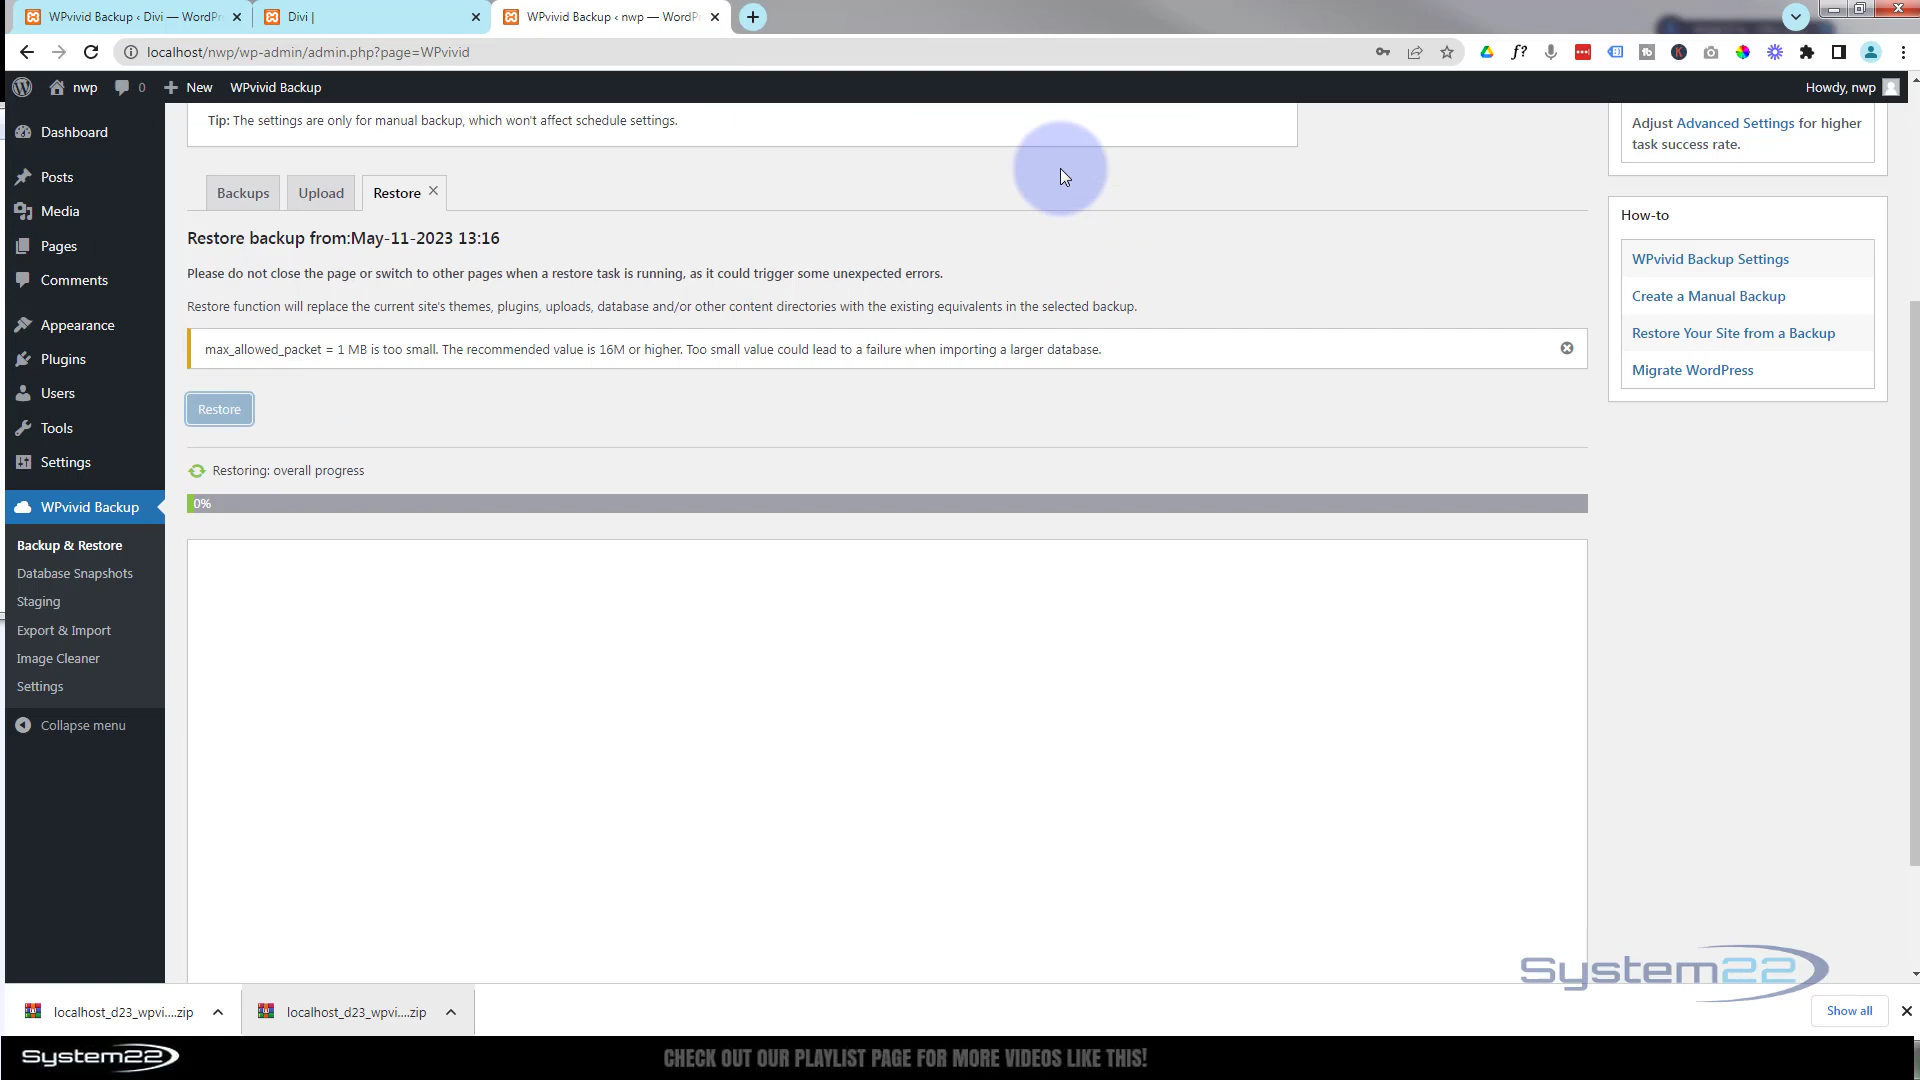 WPvivid Backup ‹ Divi — WordPr
Divi |
WPvivid Backup ‹ nwp — WordPr
localhost/nwp/wp-admin/admin.php?page=WPvivid
nwp
0
New
WPvivid Backup
Howdy, nwp
Dashboard
Posts
Media
Pages
Comments
Appearance
Plugins
Users
Tools
Settings
WPvivid Backup
Backup & Restore
Database Snapshots
Staging
Export & Import
Image Cleaner
Settings
Collapse menu
Tip: The settings are only for manual backup, which won't affect schedule settings.
Backups
Upload
Restore
Restore backup from:May-11-2023 13:16
Please do not close the page or switch to other pages when a restore task is running, as it could trigger some unexpected errors.
Restore function will replace the current site's themes, plugins, uploads, database and/or other content directories with the existing equivalents in the selected backup.
max_allowed_packet = 1 MB is too small. The recommended value is 16M or higher. Too small value could lead to a failure when importing a larger database.
Restore
Restoring: overall progress
0%
Adjust Advanced Settings for higher
task success rate.
How-to
WPvivid Backup Settings
Create a Manual Backup
Restore Your Site from a Backup
Migrate WordPress
System22
localhost_d23_wpvi....zip
localhost_d23_wpvi....zip
Show all
System22
CHECK OUT OUR PLAYLIST PAGE FOR MORE VIDEOS LIKE THIS!